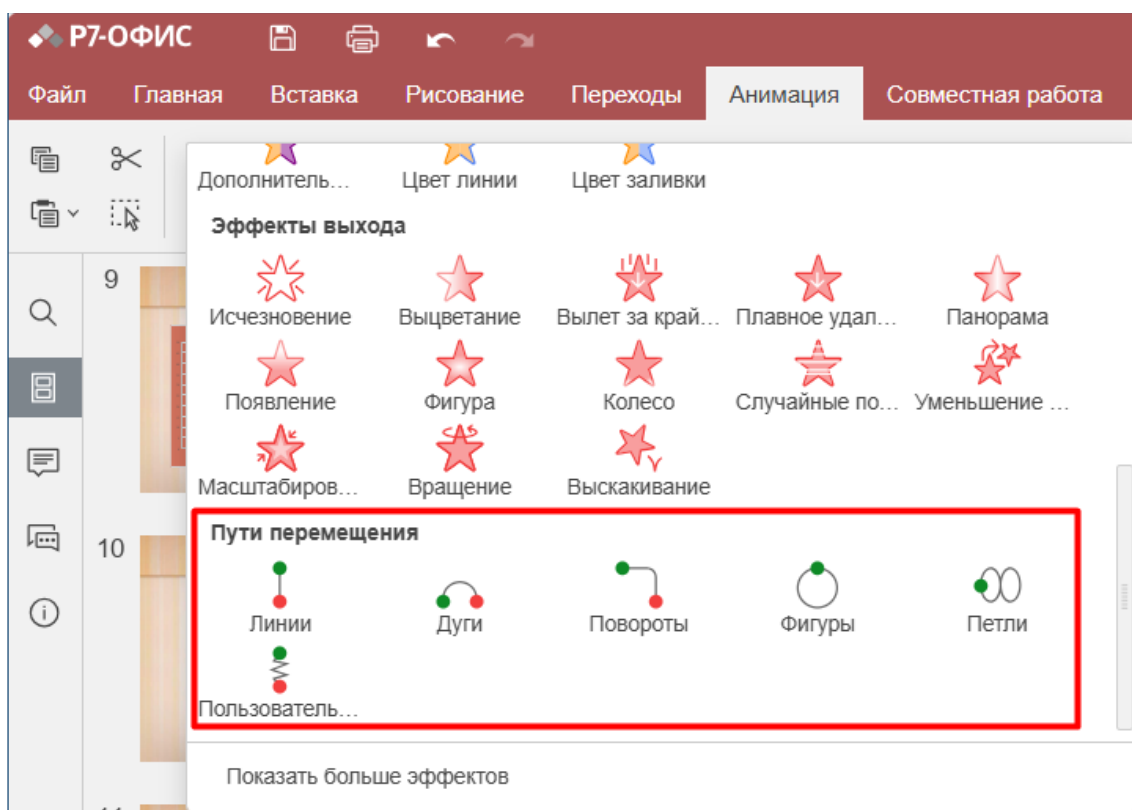 Р7-ОФИС
Файл Главная Вставка Рисование Переходы Анимация Совместная работа
Дополнитель... Цвет линии Цвет заливки
Эффекты выхода
9
Исчезновение Выцветание Вылет за край... Плавное удал... Панорама
Появление Фигура Колесо Случайные по... Уменьшение ...
Масштабиров... Вращение Выскакивание
Пути перемещения
10
Линии Дуги Повороты Фигуры Петли
Пользователь...
Показать больше эффектов